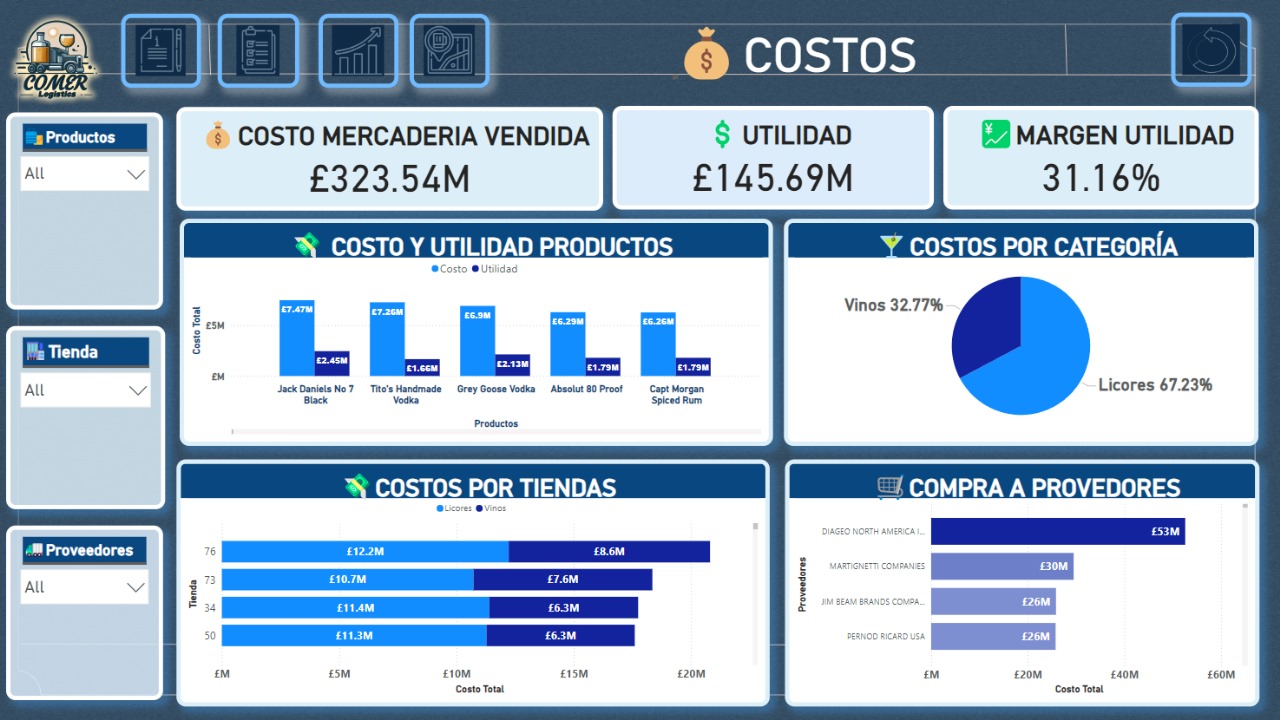 COMER
Logistics
COSTOS
Productos
All
Tienda
All
Proveedores
All
COSTO MERCADERIA VENDIDA
£323.54M
$ UTILIDAD
£145.69M
MARGEN UTILIDAD
31.16%
COSTO Y UTILIDAD PRODUCTOS
Costo Utilidad
Costo Total
£5M
£M
£7.47M £2.45M
£7.26M £1.66M
£6.9M £2.13M
£6.29M £1.79M
£6.26M £1.79M
Jack Daniels No 7
Black
Tito's Handmade
Vodka
Grey Goose Vodka
Absolut 80 Proof
Capt Morgan
Spiced Rum
Productos
COSTOS POR CATEGORÍA
Vinos 32.77%
Licores 67.23%
COSTOS POR TIENDAS
Licores Vinos
Tienda
76 £12.2M £8.6M
73 £10.7M £7.6M
34 £11.4M £6.3M
50 £11.3M £6.3M
£M £5M £10M £15M £20M
Costo Total
COMPRA A PROVEDORES
Proveedores
DIAGEO NORTH AMERICA I... £53M
MARTIGNETTI COMPANIES £30M
JIM BEAM BRANDS COMPA... £26M
PERNOD RICARD USA £26M
£M £20M £40M £60M
Costo Total